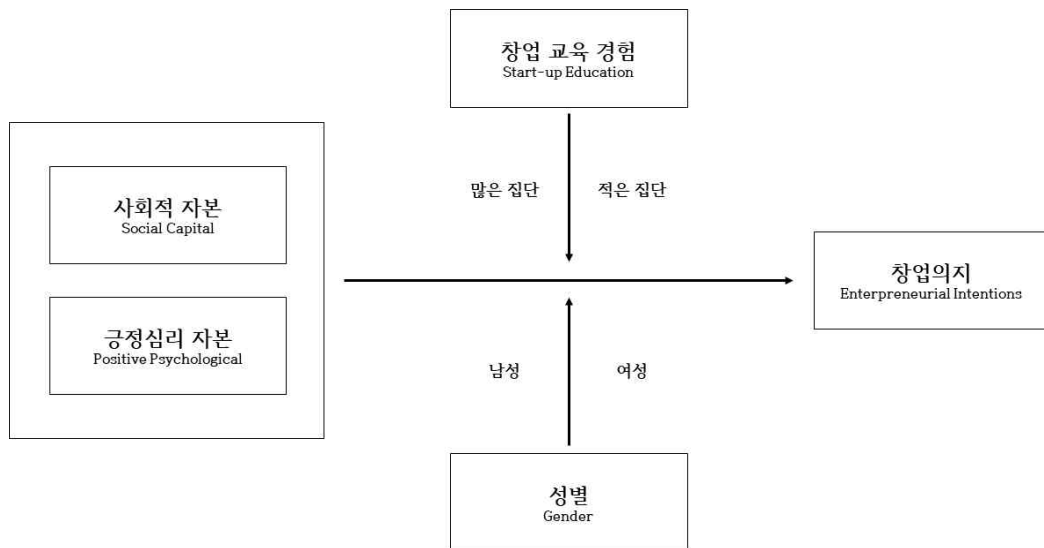 창업 교육 경험
Start-up Education
많은 집단
적은 집단
사회적 자본
Social Capital
긍정심리 자본
Positive Psychological
창업의지
Enterpreneurial Intentions
남성
여성
성별
Gender